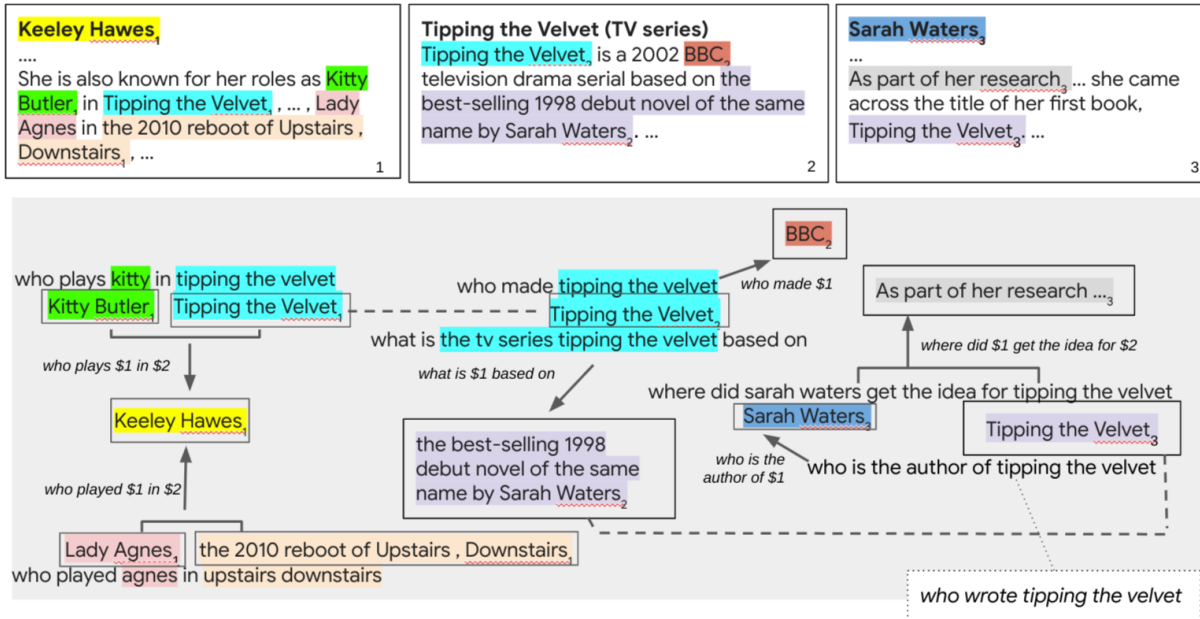 Keeley Hawes1
....
She is also known for her roles as Kitty
Butler1 in Tipping the Velvet1 , ... , Lady
Agnes in the 2010 reboot of Upstairs ,
Downstairs1 , ...
1
Tipping the Velvet (TV series)
Tipping the Velvet2 is a 2002 BBC2
television drama serial based on the
best-selling 1998 debut novel of the same
name by Sarah Waters2. ...
2
Sarah Waters3
...
As part of her research3 ... she came
across the title of her first book,
Tipping the Velvet3. ...
3
who plays kitty in tipping the velvet
Kitty Butler1
Tipping the Velvet1
who plays $1 in $2
Keeley Hawes1
who played $1 in $2
Lady Agnes1
the 2010 reboot of Upstairs , Downstairs1
who played agnes in upstairs downstairs
BBC2
who made $1
who made tipping the velvet
Tipping the Velvet2
what is the tv series tipping the velvet based on
what is $1 based on
the best-selling 1998
debut novel of the same
name by Sarah Waters2
As part of her research ...3
where did $1 get the idea for $2
where did sarah waters get the idea for tipping the velvet
Sarah Waters3
Tipping the Velvet3
who is the
author of $1
who is the author of tipping the velvet
who wrote tipping the velvet